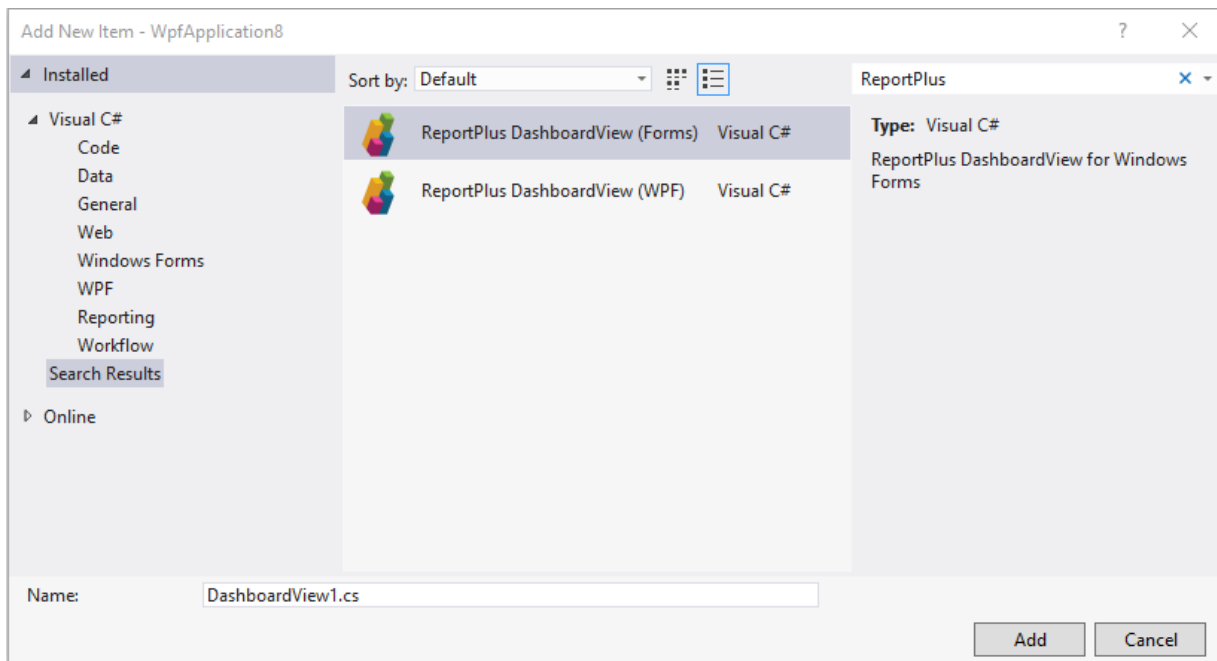 Add New Item - WpfApplication8
?
Installed
Sort by: Default
ReportPlus
Visual C#
Code
Data
General
Web
Windows Forms
WPF
Reporting
Workflow
Search Results
Online
ReportPlus DashboardView (Forms) Visual C#
ReportPlus DashboardView (WPF) Visual C#
Type: Visual C#
ReportPlus DashboardView for Windows
Forms
Name: DashboardView1.cs
Add Cancel